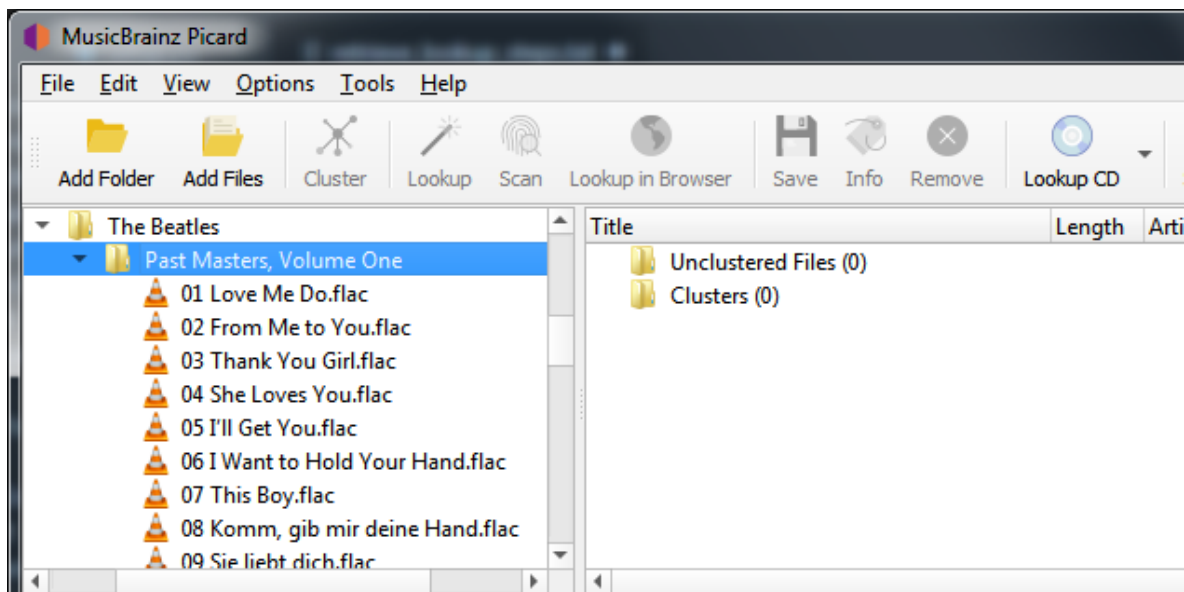 MusicBrainz Picard
File Edit View Options Tools Help
Add Folder Add Files Cluster Lookup Scan Lookup in Browser Save Info Remove Lookup CD
The Beatles
Past Masters, Volume One
01 Love Me Do.flac
02 From Me to You.flac
03 Thank You Girl.flac
04 She Loves You.flac
05 I'll Get You.flac
06 I Want to Hold Your Hand.flac
07 This Boy.flac
08 Komm, gib mir deine Hand.flac
09 Sie liebt dich.flac
Title Length Arti
Unclustered Files (0)
Clusters (0)